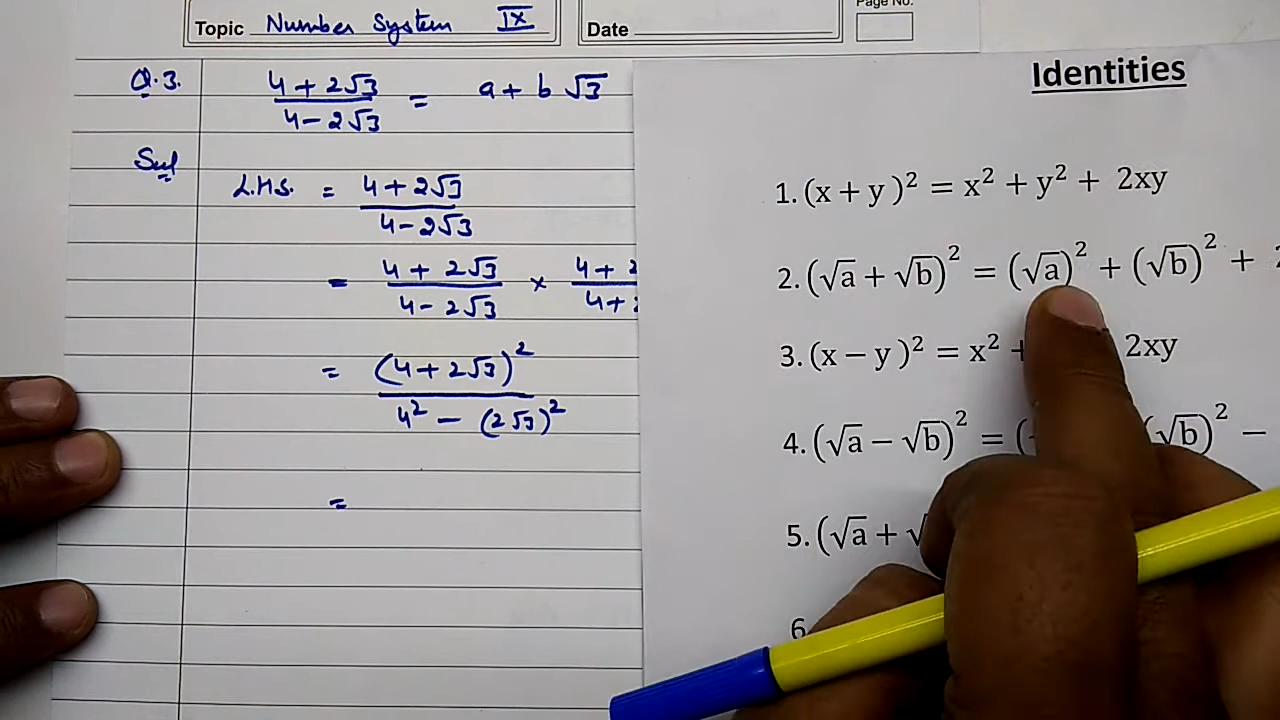 Page No.
Topic Number System IX
Date
Q.3. 4 + 2√3 / 4 - 2√3 = a + b √3
Sol
L.H.S. = 4 + 2√3 / 4 - 2√3
= 4 + 2√3 / 4 - 2√3 × 4 + / 4 +
= (4 + 2√3)² / 4² - (2√3)²
=
Identities
1. (x + y )² = x² + y² + 2xy
2. (√a + √b)² = (√a)² + (√b)² +
3. (x − y )² = x² + 2xy
4. (√a − √b)² = ( √b)² −
5. (√a + √
6.